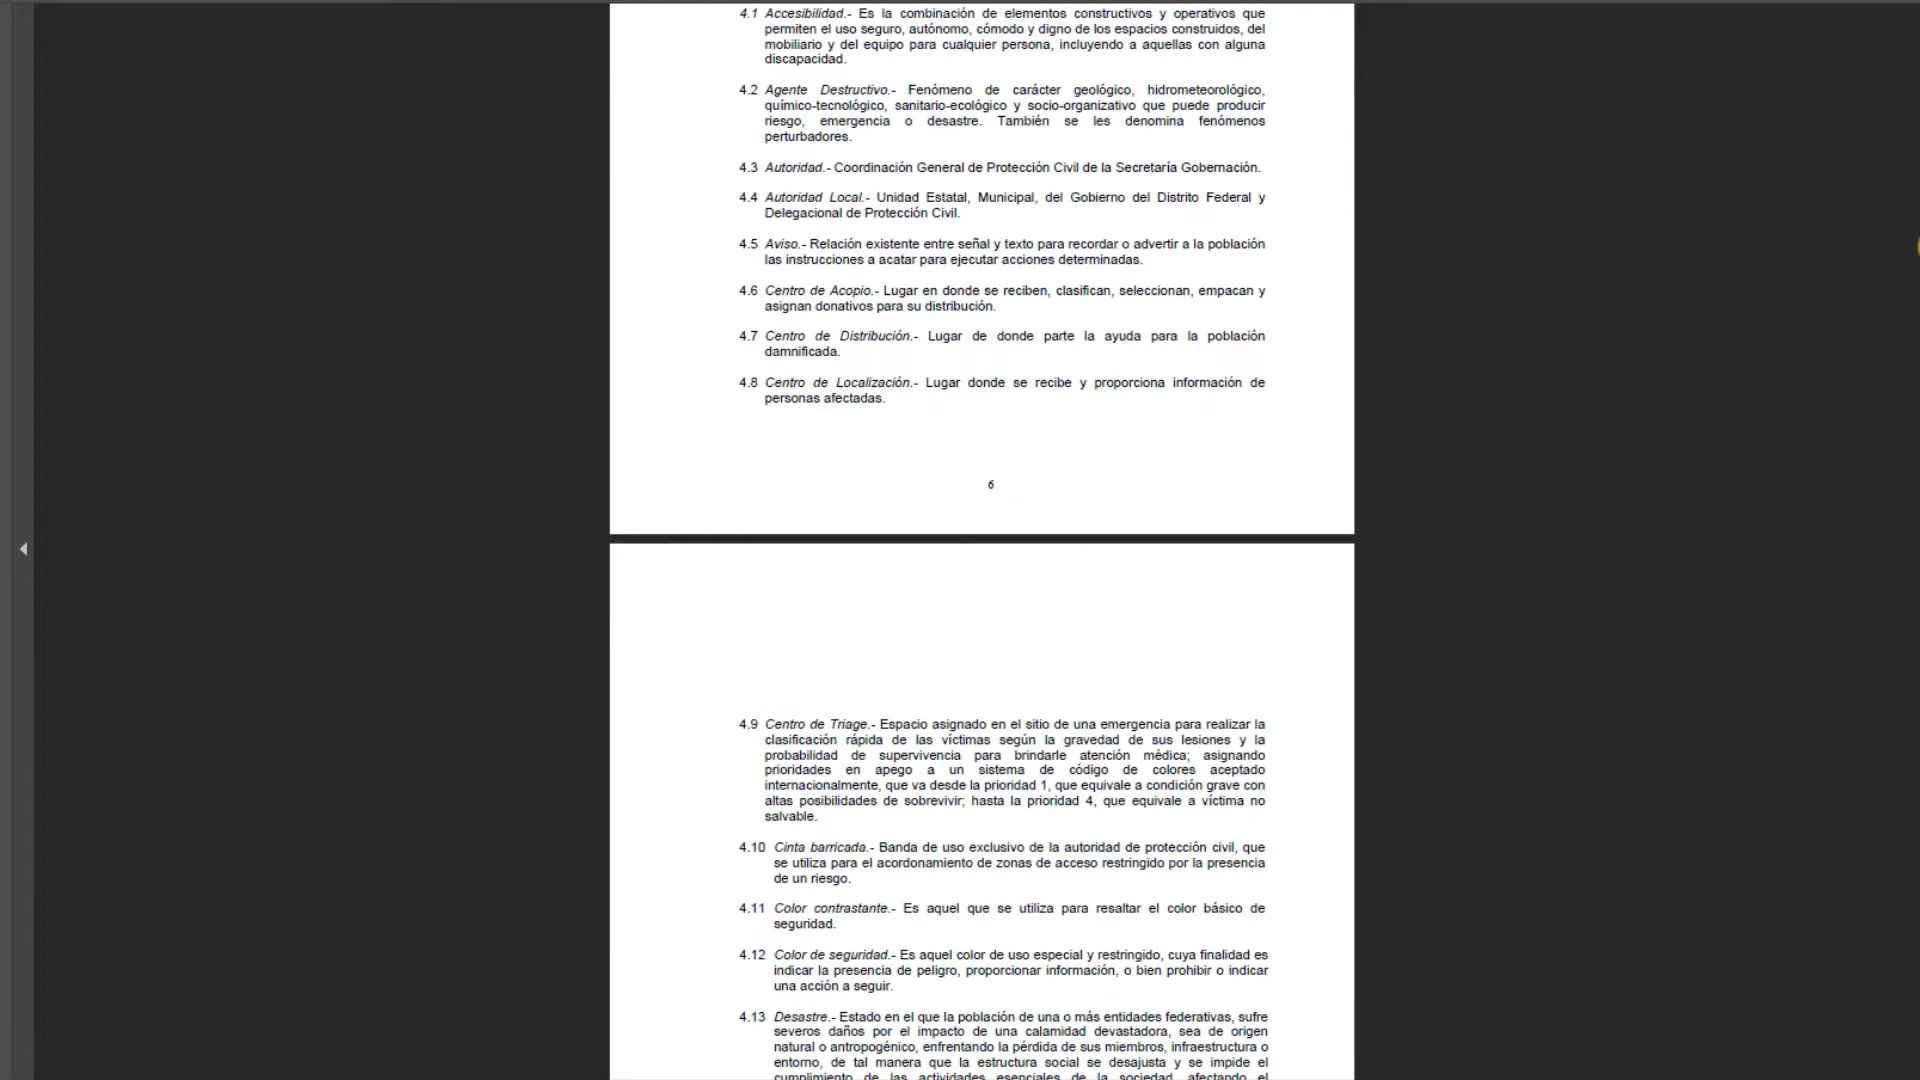 4.1 Accesibilidad.- Es la combinación de elementos constructivos y operativos que
permiten el uso seguro, autónomo, cómodo y digno de los espacios construidos, del
mobiliario y del equipo para cualquier persona, incluyendo a aquellas con alguna
discapacidad.
4.2 Agente Destructivo.- Fenómeno de carácter geológico, hidrometeorológico,
químico-tecnológico, sanitario-ecológico y socio-organizativo que puede producir
riesgo, emergencia o desastre. También se les denomina fenómenos
perturbadores.
4.3 Autoridad.- Coordinación General de Protección Civil de la Secretaría Gobernación.
4.4 Autoridad Local.- Unidad Estatal, Municipal, del Gobierno del Distrito Federal y
Delegacional de Protección Civil.
4.5 Aviso.- Relación existente entre señal y texto para recordar o advertir a la población
las instrucciones a acatar para ejecutar acciones determinadas.
4.6 Centro de Acopio.- Lugar en donde se reciben, clasifican, seleccionan, empacan y
asignan donativos para su distribución.
4.7 Centro de Distribución.- Lugar de donde parte la ayuda para la población
damnificada.
4.8 Centro de Localización.- Lugar donde se recibe y proporciona información de
personas afectadas.
6
4.9 Centro de Triage.- Espacio asignado en el sitio de una emergencia para realizar la
clasificación rápida de las víctimas según la gravedad de sus lesiones y la
probabilidad de supervivencia para brindarle atención médica; asignando
prioridades en apego a un sistema de código de colores aceptado
internacionalmente, que va desde la prioridad 1, que equivale a condición grave con
altas posibilidades de sobrevivir; hasta la prioridad 4, que equivale a víctima no
salvable.
4.10 Cinta barricada.- Banda de uso exclusivo de la autoridad de protección civil, que
se utiliza para el acordonamiento de zonas de acceso restringido por la presencia
de un riesgo.
4.11 Color contrastante.- Es aquel que se utiliza para resaltar el color básico de
seguridad.
4.12 Color de seguridad.- Es aquel color de uso especial y restringido, cuya finalidad es
indicar la presencia de peligro, proporcionar información, o bien prohibir o indicar
una acción a seguir.
4.13 Desastre.- Estado en el que la población de una o más entidades federativas, sufre
severos daños por el impacto de una calamidad devastadora, sea de origen
natural o antropogénico, enfrentando la pérdida de sus miembros, infraestructura o
entorno, de tal manera que la estructura social se desajusta y se impide el
cumplimiento de las actividades esenciales de la sociedad, afectando el